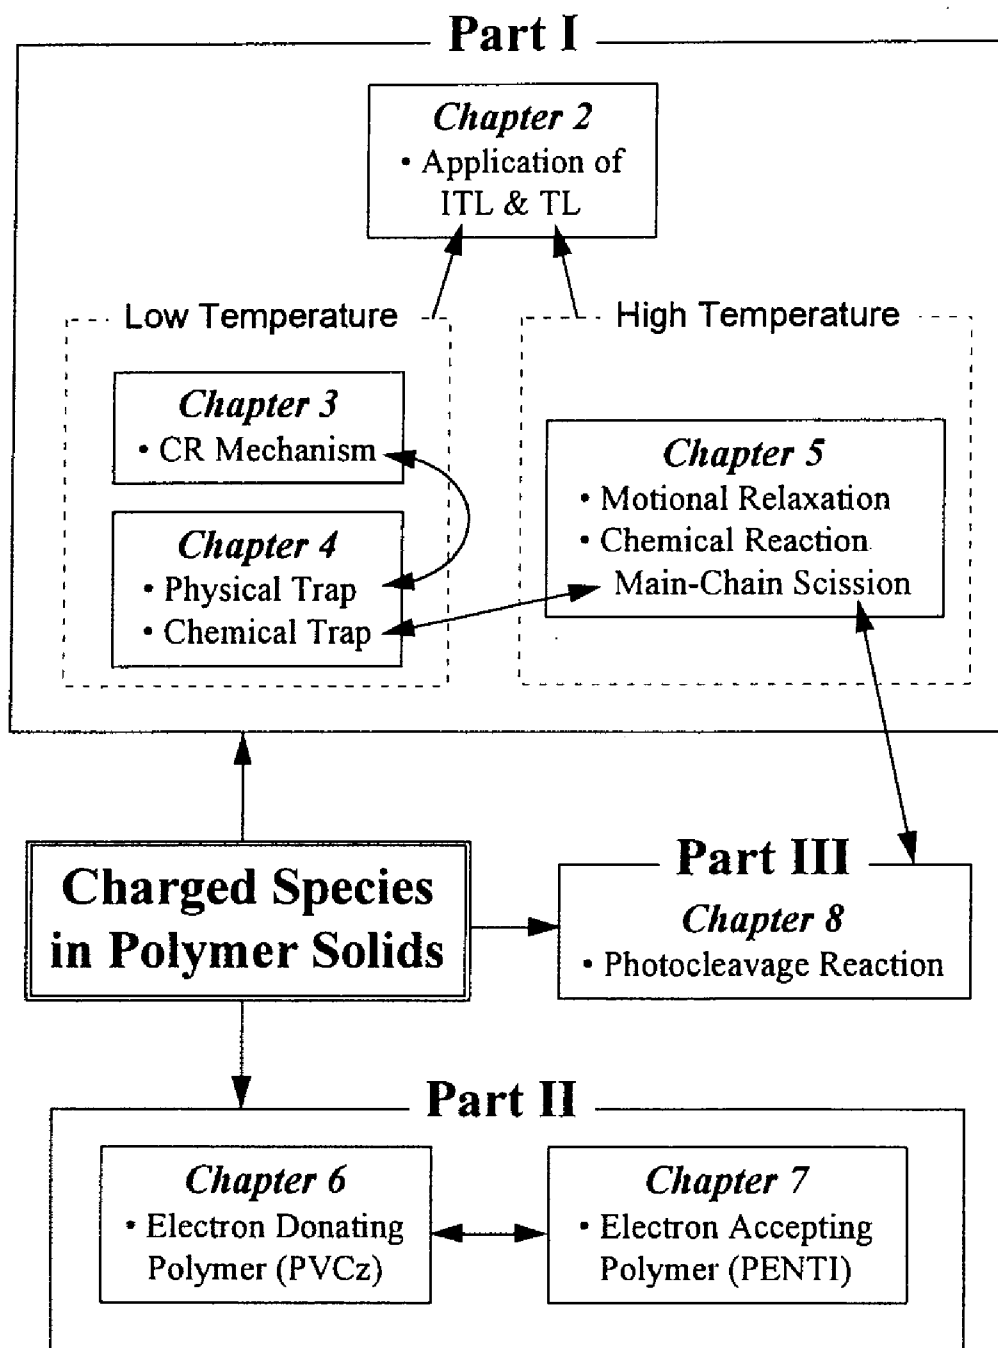 Part I
Chapter 2
• Application of
ITL & TL
Low Temperature
High Temperature
Chapter 3
• CR Mechanism
Chapter 4
• Physical Trap
• Chemical Trap
Chapter 5
• Motional Relaxation
• Chemical Reaction
Main-Chain Scission
Charged Species
in Polymer Solids
Part III
Chapter 8
• Photocleavage Reaction
Part II
Chapter 6
• Electron Donating
Polymer (PVCz)
Chapter 7
• Electron Accepting
Polymer (PENTI)